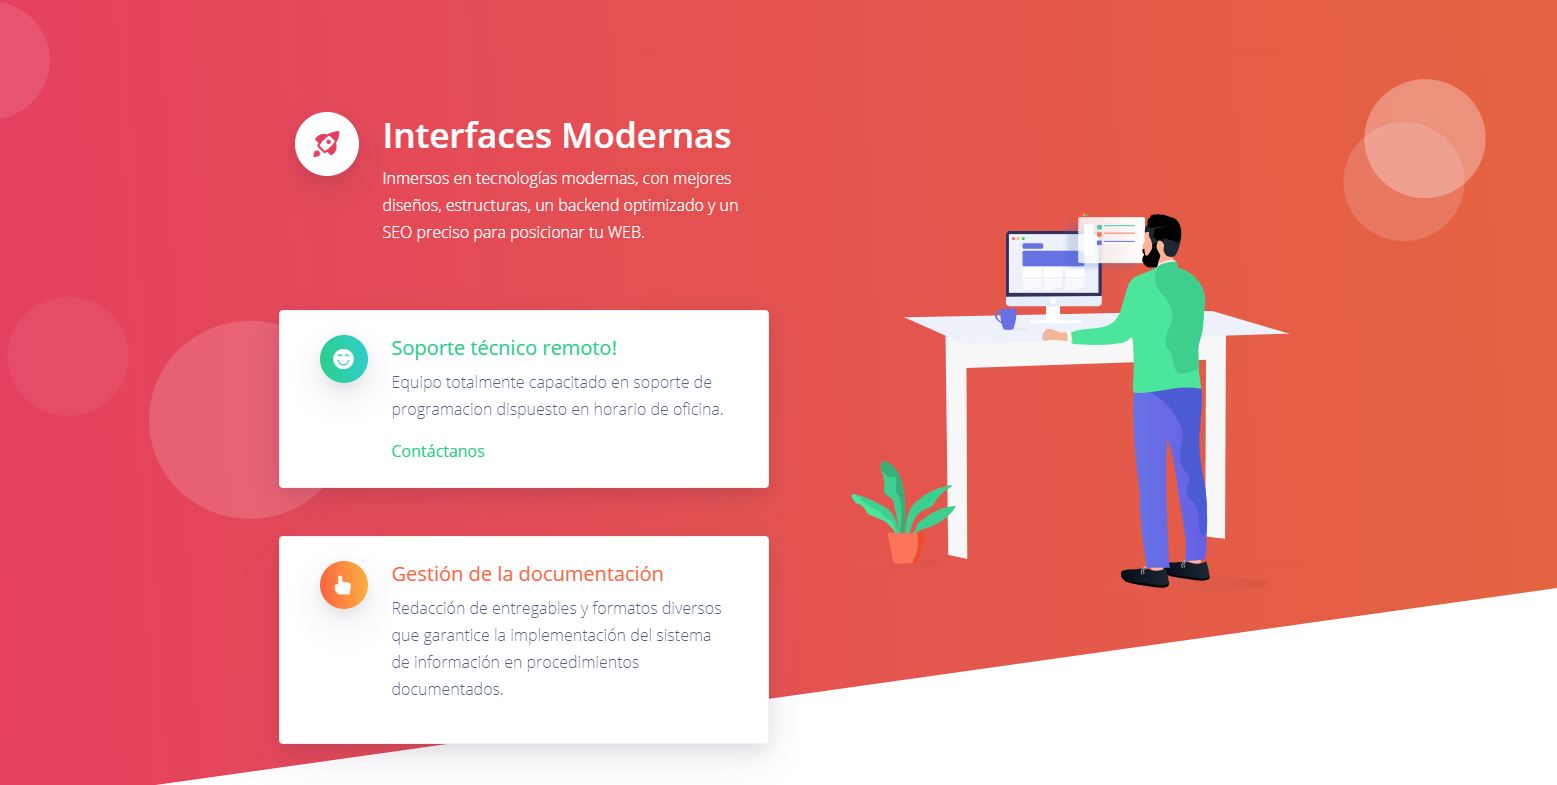 Interfaces Modernas
Inmersos en tecnologías modernas, con mejores
diseños, estructuras, un backend optimizado y un
SEO preciso para posicionar tu WEB.
Soporte técnico remoto!
Equipo totalmente capacitado en soporte de
programacion dispuesto en horario de oficina.
Contáctanos
Gestión de la documentación
Redacción de entregables y formatos diversos
que garantice la implementación del sistema
de información en procedimientos
documentados.